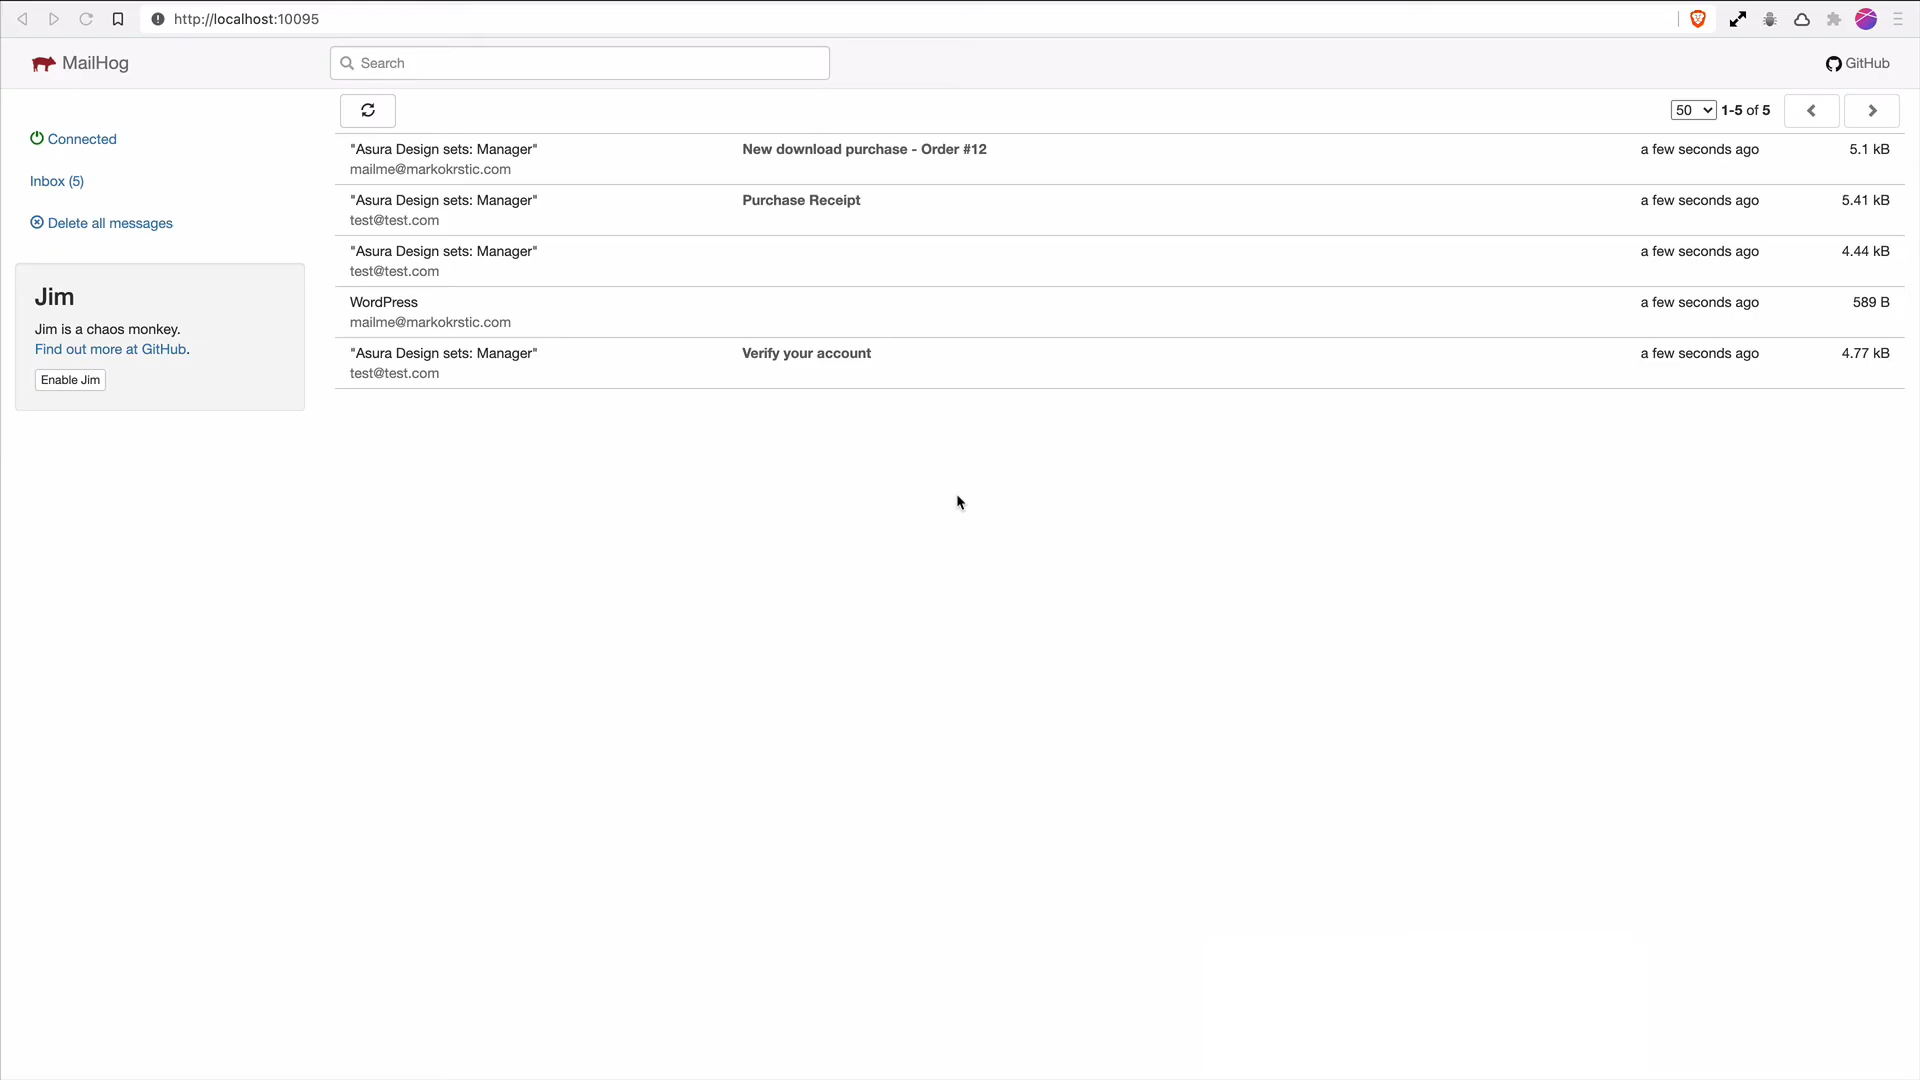 http://localhost:10095
MailHog
Search
GitHub
Connected
Inbox (5)
Delete all messages
Jim
Jim is a chaos monkey.
Find out more at GitHub.
Enable Jim
50 1-5 of 5
"Asura Design sets: Manager" New download purchase - Order #12 a few seconds ago 5.1 kB
mailme@markokrstic.com
"Asura Design sets: Manager" Purchase Receipt a few seconds ago 5.41 kB
test@test.com
"Asura Design sets: Manager" a few seconds ago 4.44 kB
test@test.com
WordPress a few seconds ago 589 B
mailme@markokrstic.com
"Asura Design sets: Manager" Verify your account a few seconds ago 4.77 kB
test@test.com